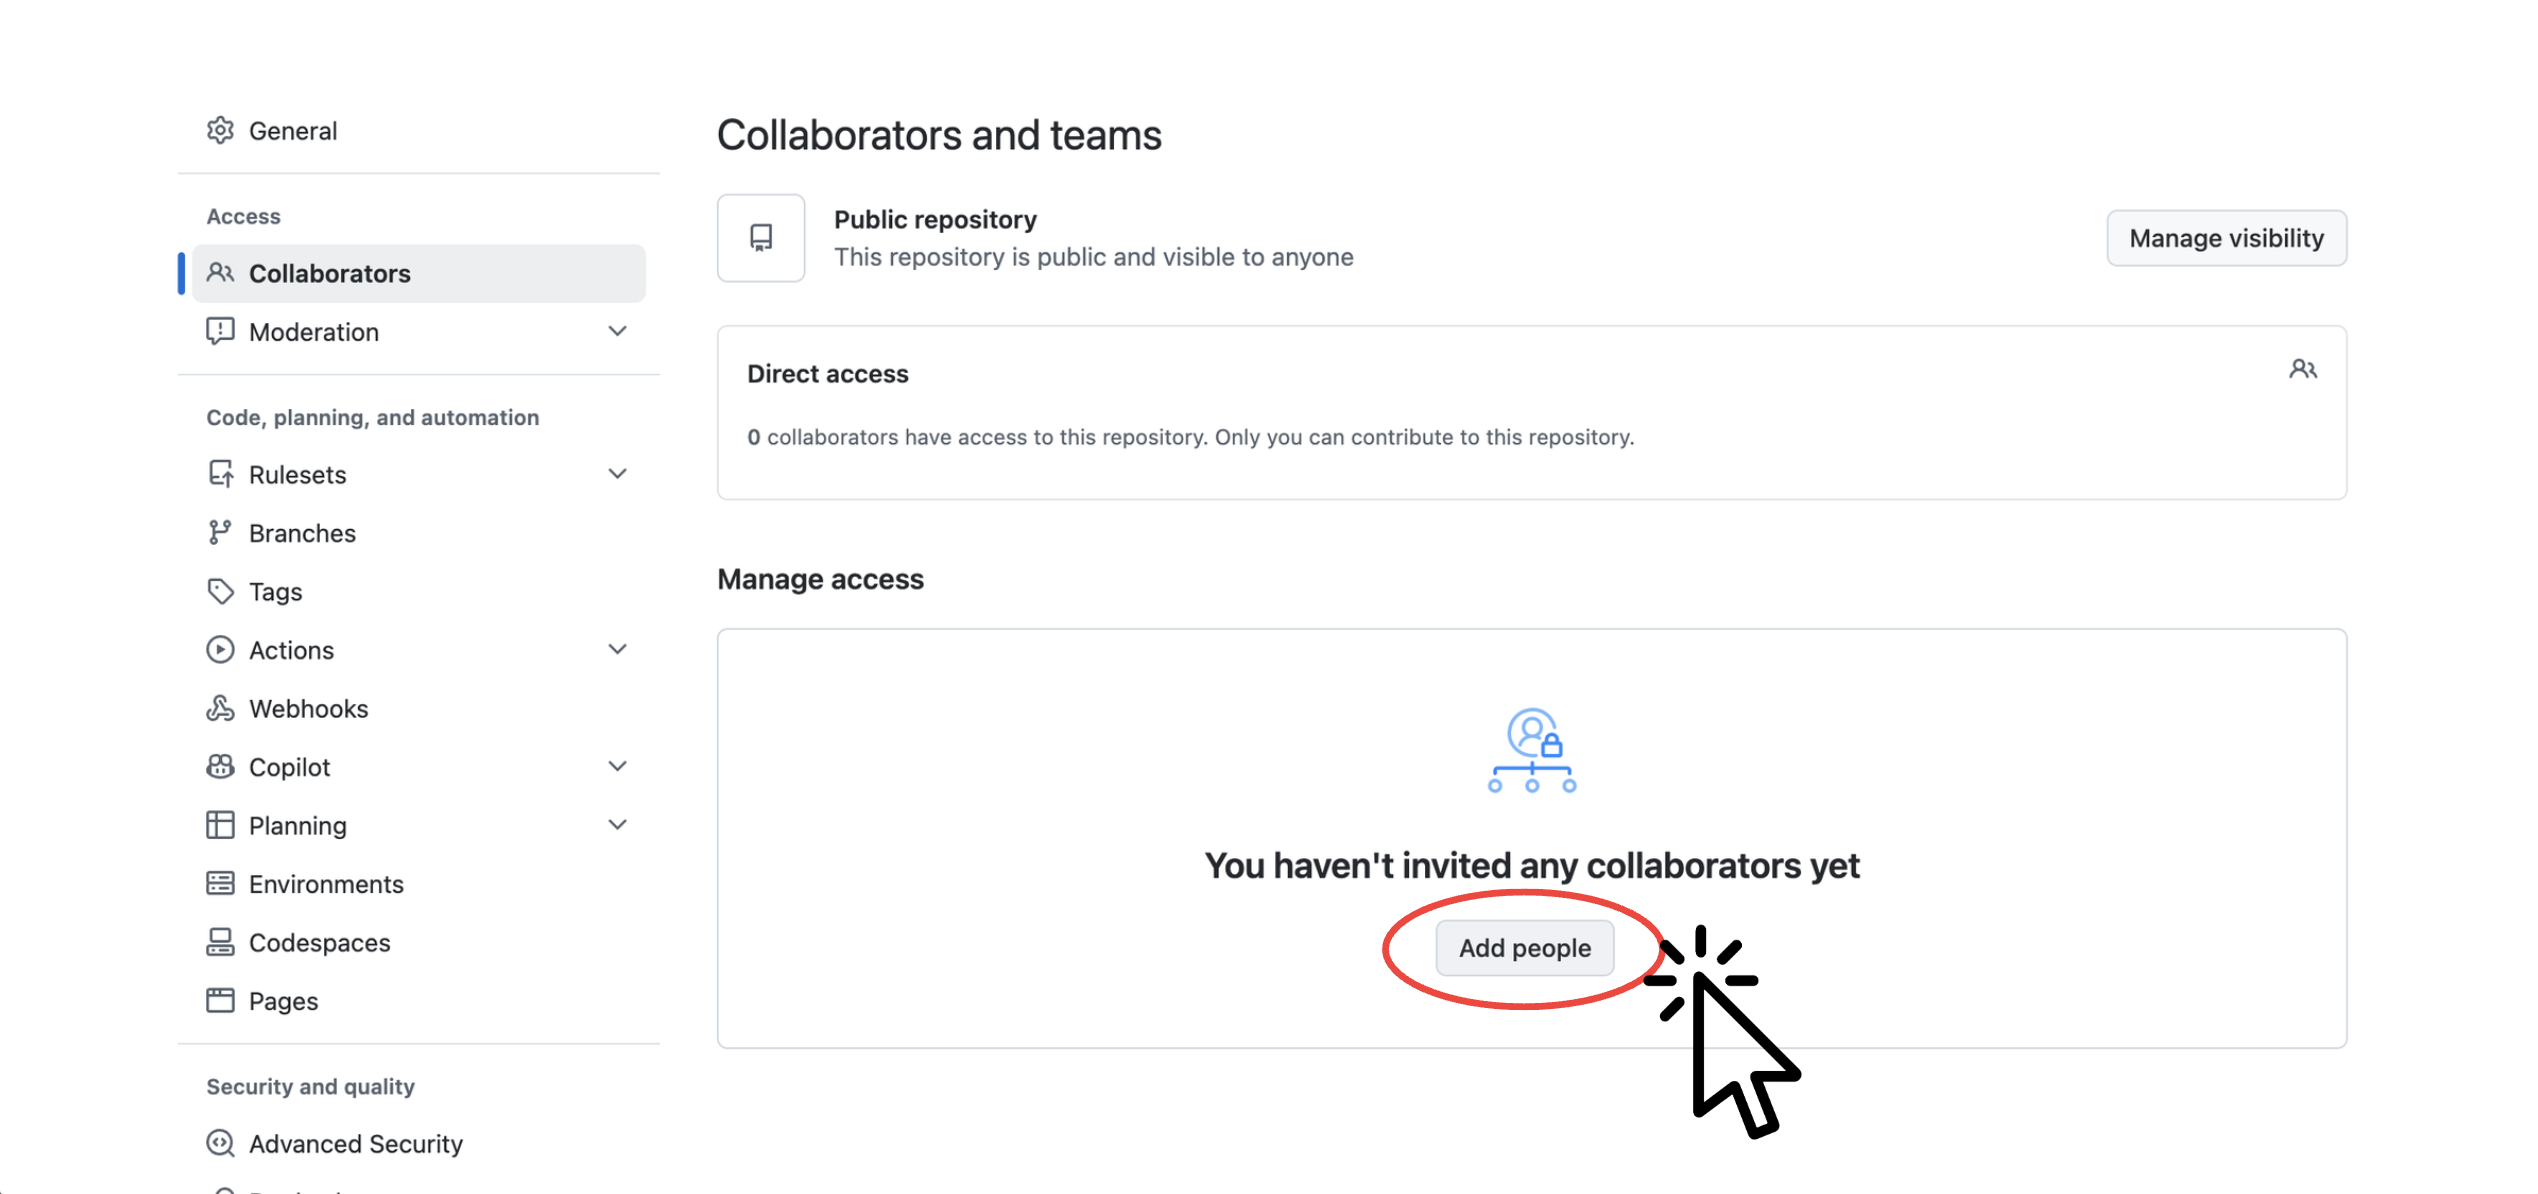 General
Access
Collaborators
Moderation
Code, planning, and automation
Rulesets
Branches
Tags
Actions
Webhooks
Copilot
Planning
Environments
Codespaces
Pages
Security and quality
Advanced Security
Collaborators and teams
Public repository
This repository is public and visible to anyone
Manage visibility
Direct access
0 collaborators have access to this repository. Only you can contribute to this repository.
Manage access
You haven't invited any collaborators yet
Add people